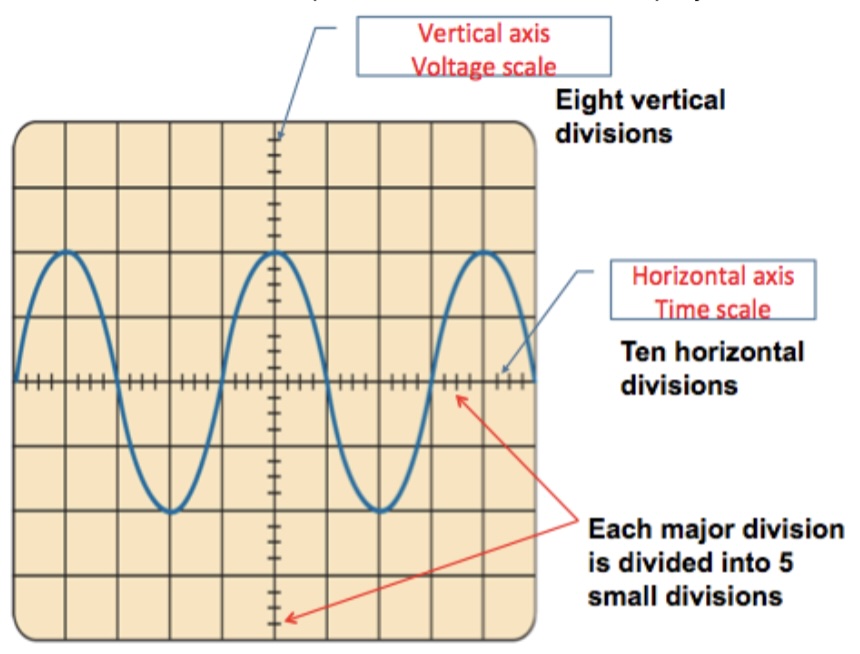 Vertical axis
Voltage scale
Eight vertical
divisions
Horizontal axis
Time scale
Ten horizontal
divisions
Each major division
is divided into 5
small divisions